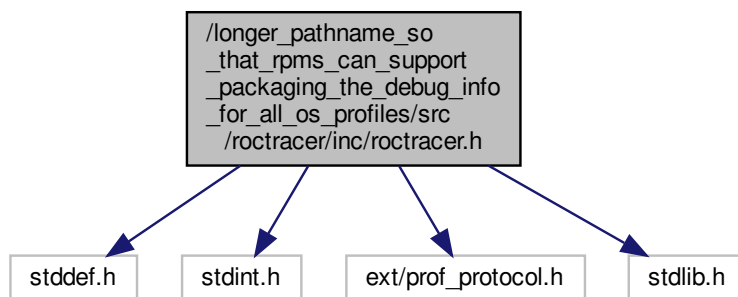 /longer_pathname_so
_that_rpms_can_support
_packaging_the_debug_info
_for_all_os_profiles/src
/roctracer/inc/roctracer.h
stddef.h
stdint.h
ext/prof_protocol.h
stdlib.h